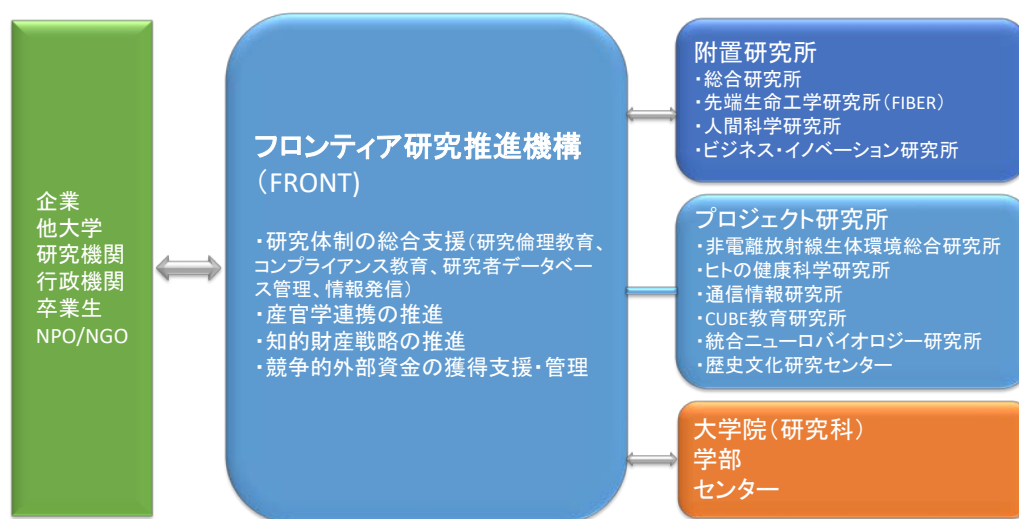 企業
他大学
研究機関
行政機関
卒業生
NPO/NGO
フロンティア研究推進機構
（FRONT)
・研究体制の総合支援（研究倫理教育、
コンプライアンス教育、研究者データベー
ス管理、情報発信）
・産官学連携の推進
・知的財産戦略の推進
・競争的外部資金の獲得支援・管理
附置研究所
・総合研究所
・先端生命工学研究所（FIBER）
・人間科学研究所
・ビジネス・イノベーション研究所
プロジェクト研究所
・非電離放射線生体環境総合研究所
・ヒトの健康科学研究所
・通信情報研究所
・CUBE教育研究所
・統合ニューロバイオロジー研究所
・歴史文化研究センター
大学院（研究科）
学部
センター